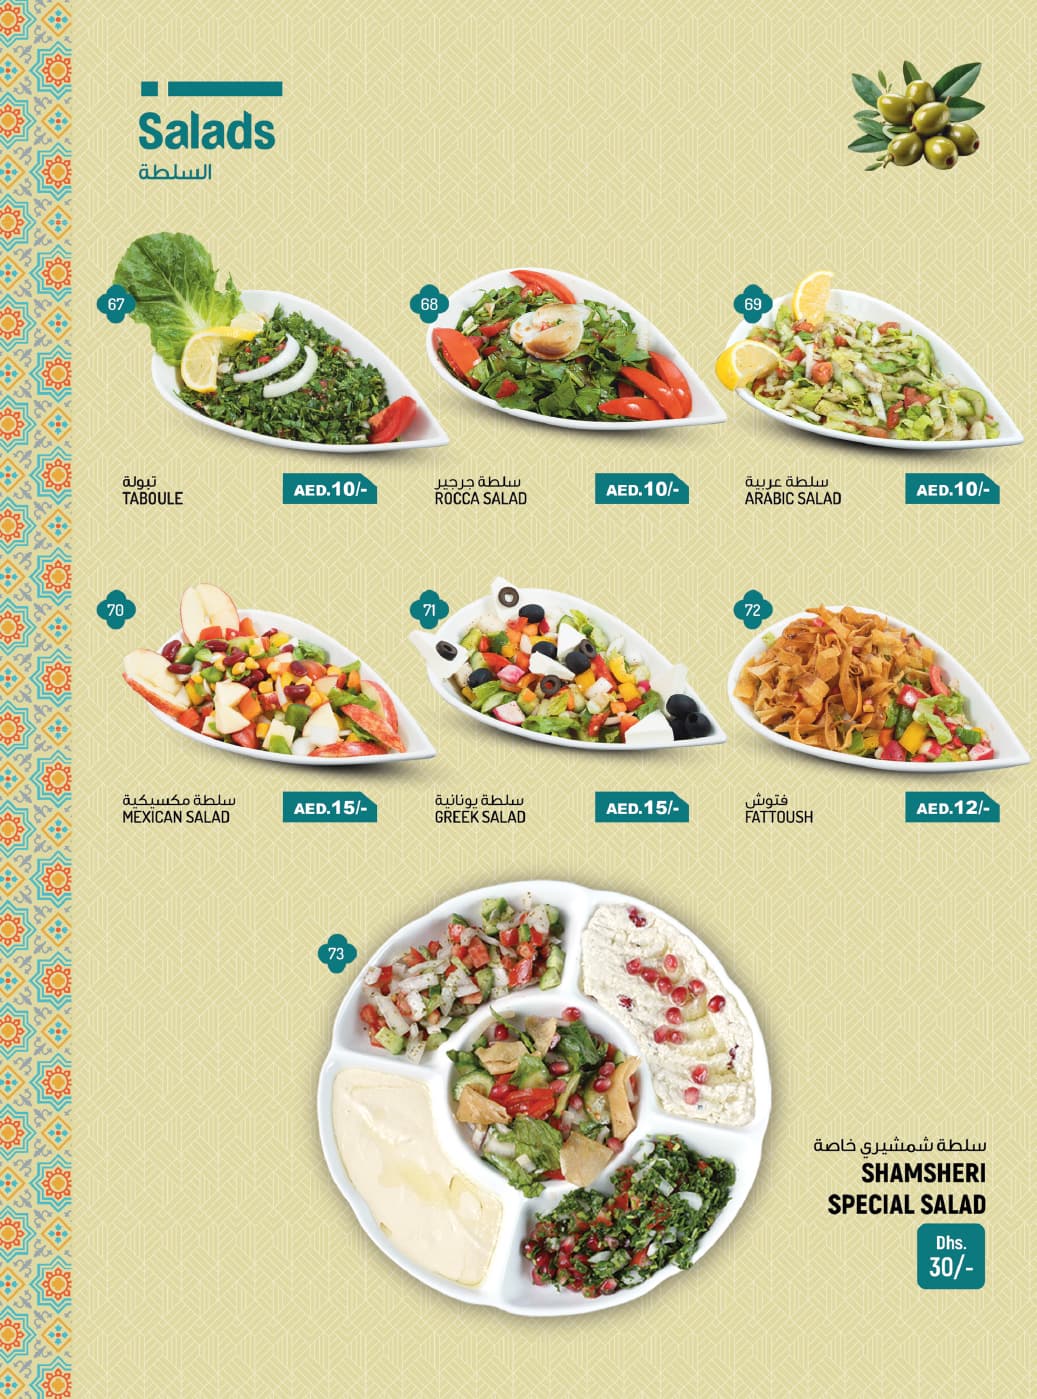 Salads
السلطة
67
68
69
تبولة
TABOULE
AED.10/-
سلطة جرجير
ROCCA SALAD
AED.10/-
سلطة عربية
ARABIC SALAD
AED.10/-
70
71
72
سلطة مكسيكية
MEXICAN SALAD
AED.15/-
سلطة يونانية
GREEK SALAD
AED.15/-
فتوش
FATTOUSH
AED.12/-
73
سلطة شمشيري خاصة
SHAMSHERI
SPECIAL SALAD
Dhs.
30/-